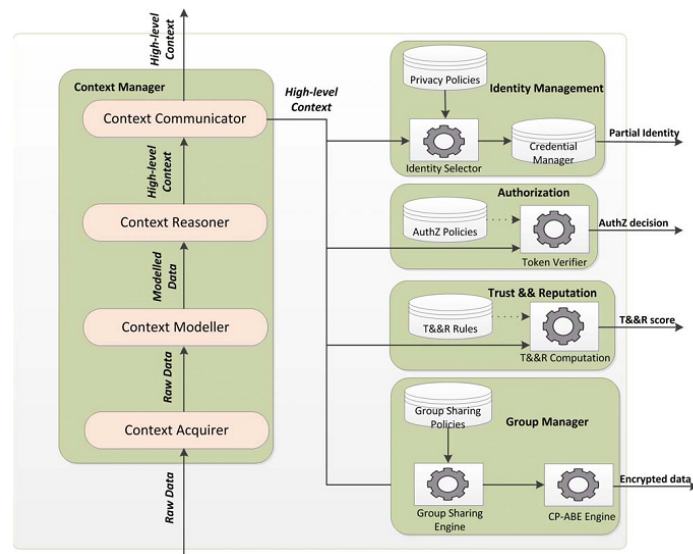 High-level
Context
Context Manager
Context Communicator
High-level
Context
Context Reasoner
Modelled
Data
Context Modeller
Raw Data
Context Acquirer
Raw Data
High-level
Context
Privacy Policies
Identity Management
Identity Selector
Credential
Manager
Partial Identity
Authorization
AuthZ Policies
Token Verifier
AuthZ decision
Trust && Reputation
T&&R Rules
T&&R Computation
T&&R score
Group Sharing
Policies
Group Manager
Group Sharing
Engine
CP-ABE Engine
Encrypted data